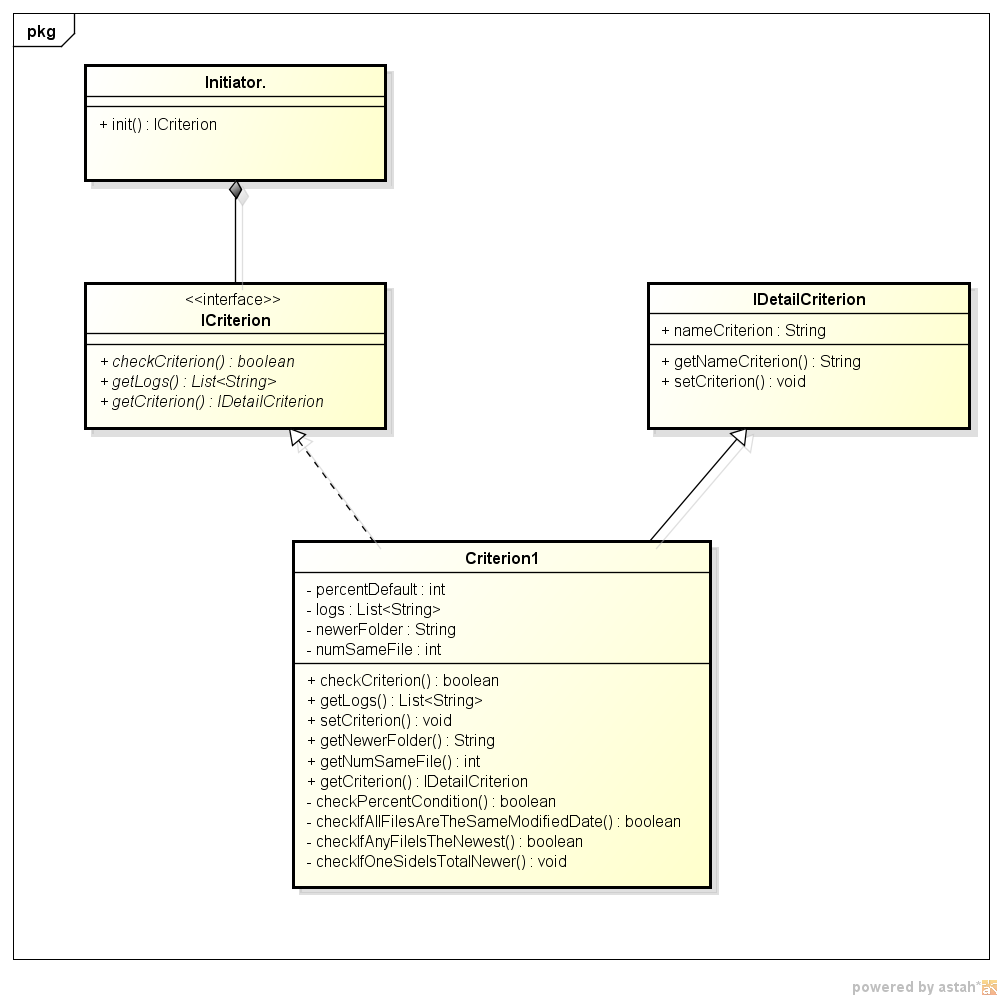 pkg
Initiator.
+ init() : ICriterion
<<interface>>
ICriterion
+ checkCriterion() : boolean
+ getLogs() : List<String>
+ getCriterion() : IDetailCriterion
IDetailCriterion
+ nameCriterion : String
+ getNameCriterion() : String
+ setCriterion() : void
Criterion1
- percentDefault : int
- logs : List<String>
- newerFolder : String
- numSameFile : int
+ checkCriterion() : boolean
+ getLogs() : List<String>
+ setCriterion() : void
+ getNewerFolder() : String
+ getNumSameFile() : int
+ getCriterion() : IDetailCriterion
- checkPercentCondition() : boolean
- checkIfAllFilesAreTheSameModifiedDate() : boolean
- checkIfAnyFileIsTheNewest() : boolean
- checkIfOneSideIsTotalNewer() : void
powered by astah*